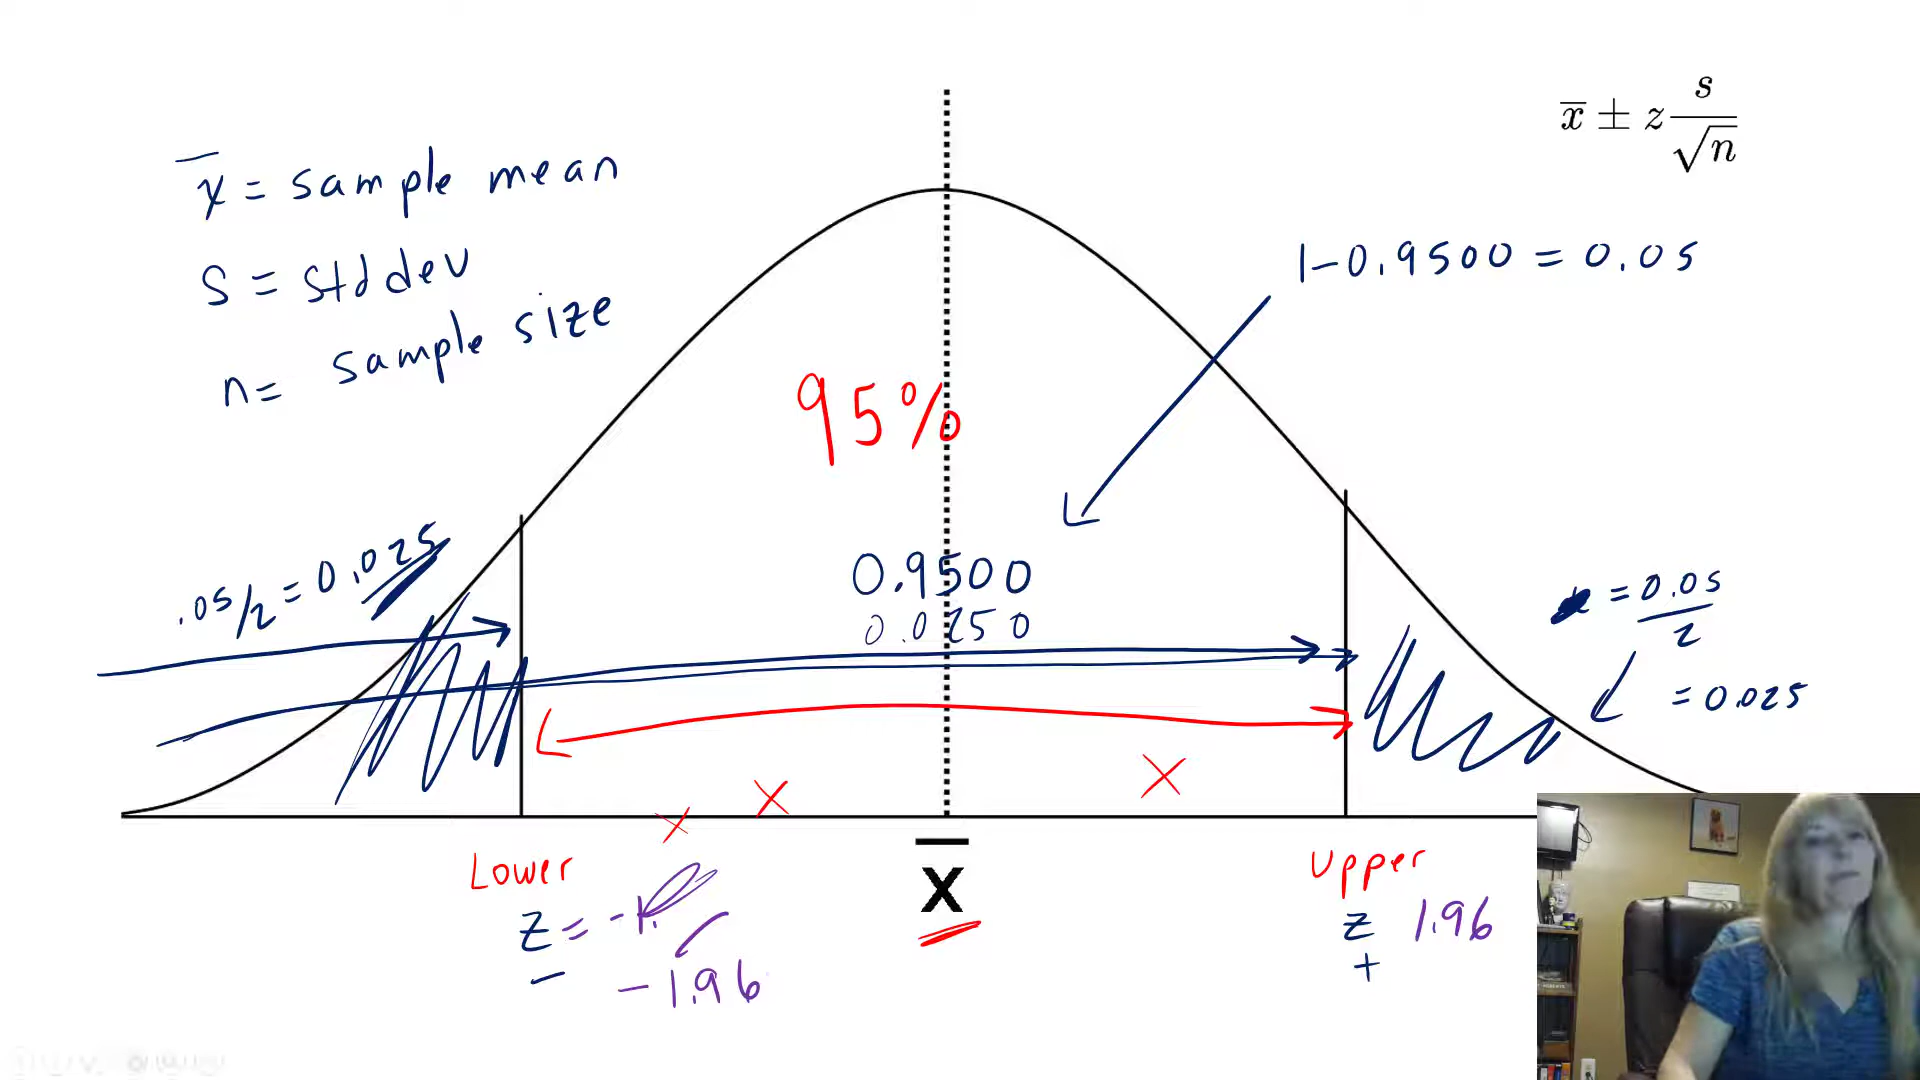 x̄ ± z s/√n
x̄ = sample mean
s = std dev
n = sample size
1-0.9500 = 0.05
95%
.05/2 = 0.025
0.9500
0.0250
= 0.05/2
= 0.025
Lower
Upper
X̄
z = -1.
z 1.96
-
+
-1.96